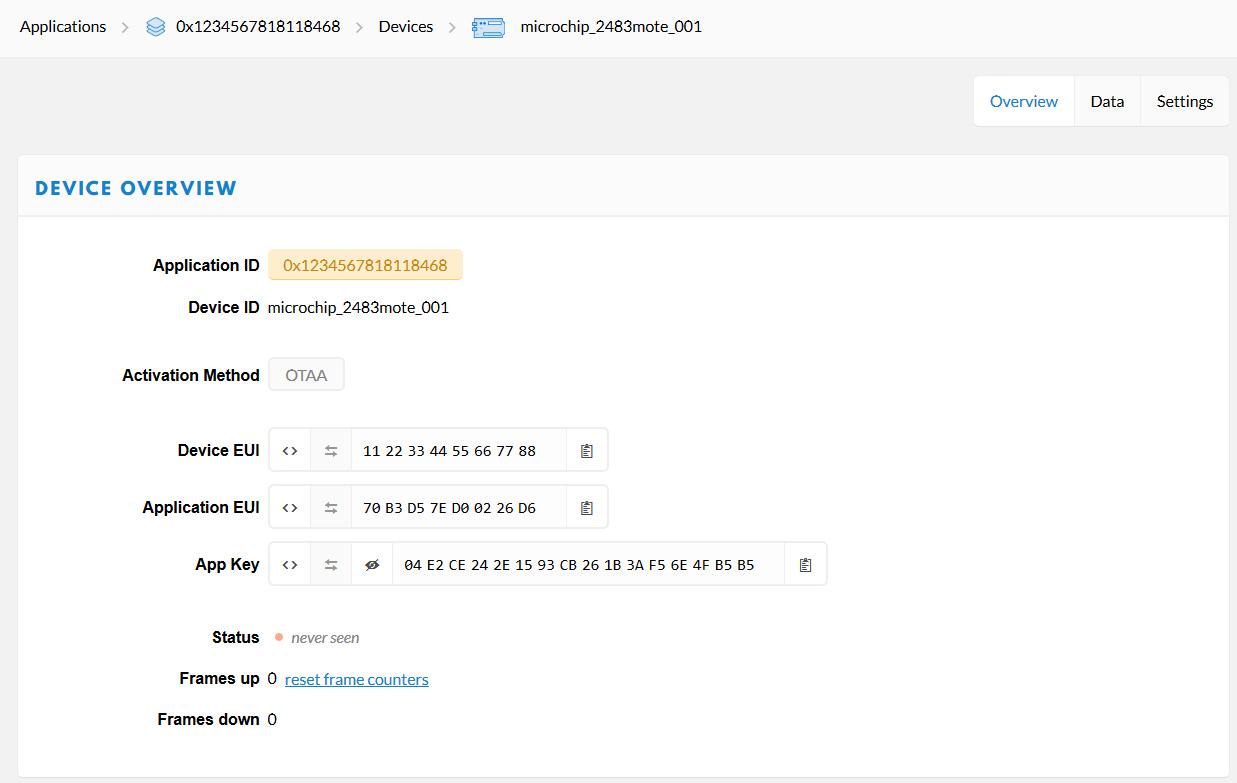 Applications > 0x1234567818118468 > Devices > microchip_2483mote_001
Overview Data Settings
DEVICE OVERVIEW
Application ID 0x1234567818118468
Device ID microchip_2483mote_001
Activation Method OTAA
Device EUI <> 11 22 33 44 55 66 77 88
Application EUI <> 70 B3 D5 7E D0 02 26 D6
App Key <> 04 E2 CE 24 2E 15 93 CB 26 1B 3A F5 6E 4F B5 B5
Status never seen
Frames up 0 reset frame counters
Frames down 0